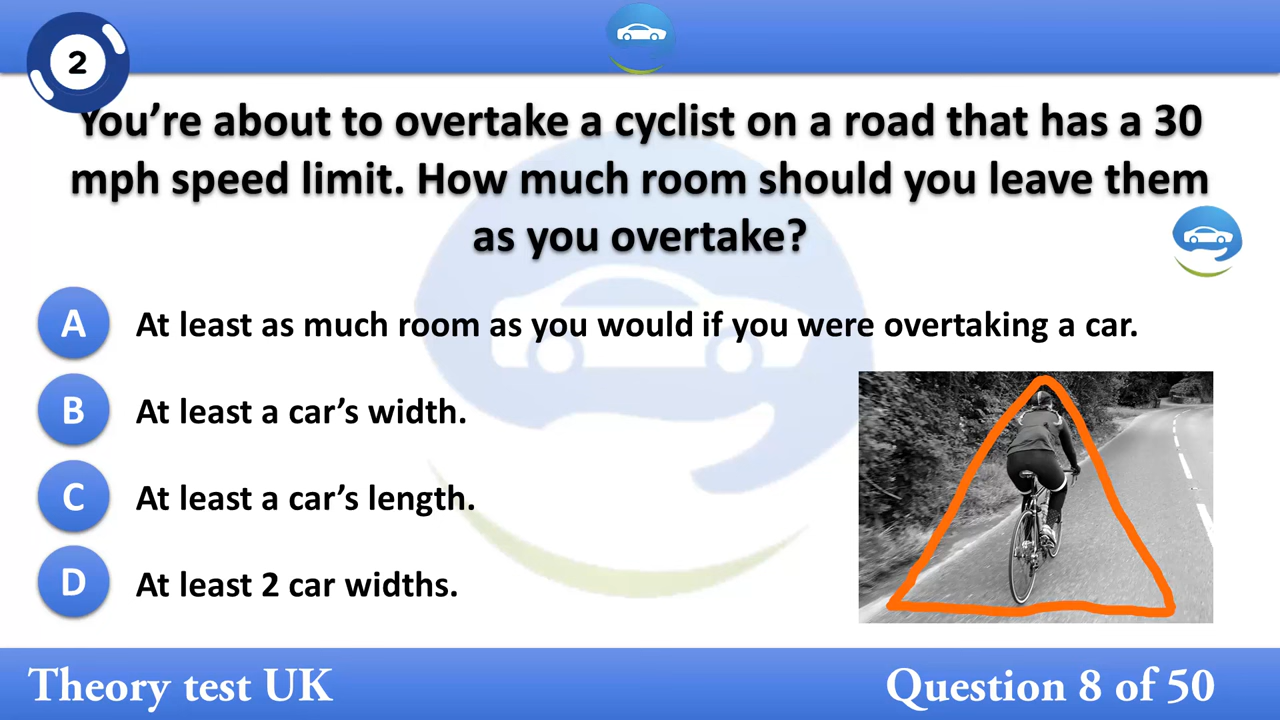 2
You’re about to overtake a cyclist on a road that has a 30
mph speed limit. How much room should you leave them
as you overtake?
A At least as much room as you would if you were overtaking a car.
B At least a car’s width.
C At least a car’s length.
D At least 2 car widths.
Theory test UK
Question 8 of 50